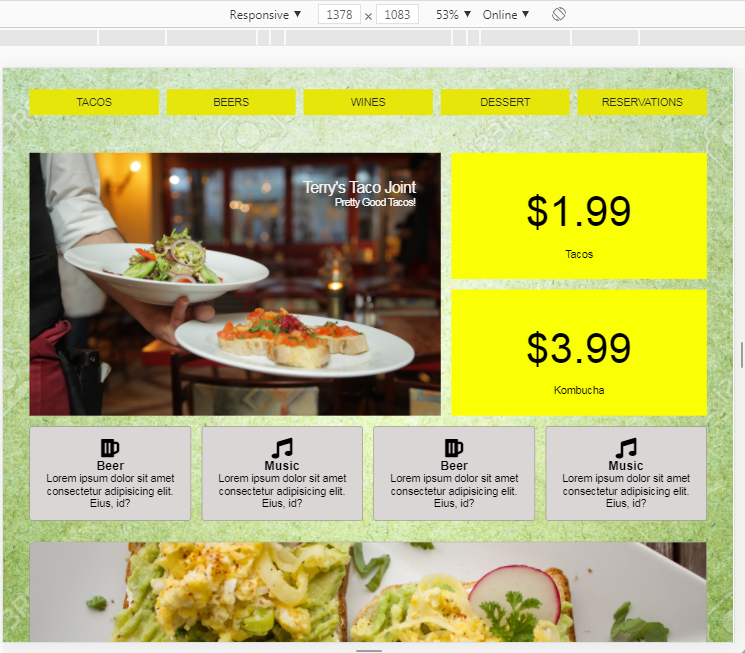 Responsive ▼ 1378 x 1083 53% ▼ Online ▼
TACOS BEERS WINES DESSERT RESERVATIONS
Terry's Taco Joint
Pretty Good Tacos!
$1.99
Tacos
$3.99
Kombucha
Beer
Lorem ipsum dolor sit amet
consectetur adipisicing elit.
Eius, id?
Music
Lorem ipsum dolor sit amet
consectetur adipisicing elit.
Eius, id?
Beer
Lorem ipsum dolor sit amet
consectetur adipisicing elit.
Eius, id?
Music
Lorem ipsum dolor sit amet
consectetur adipisicing elit.
Eius, id?